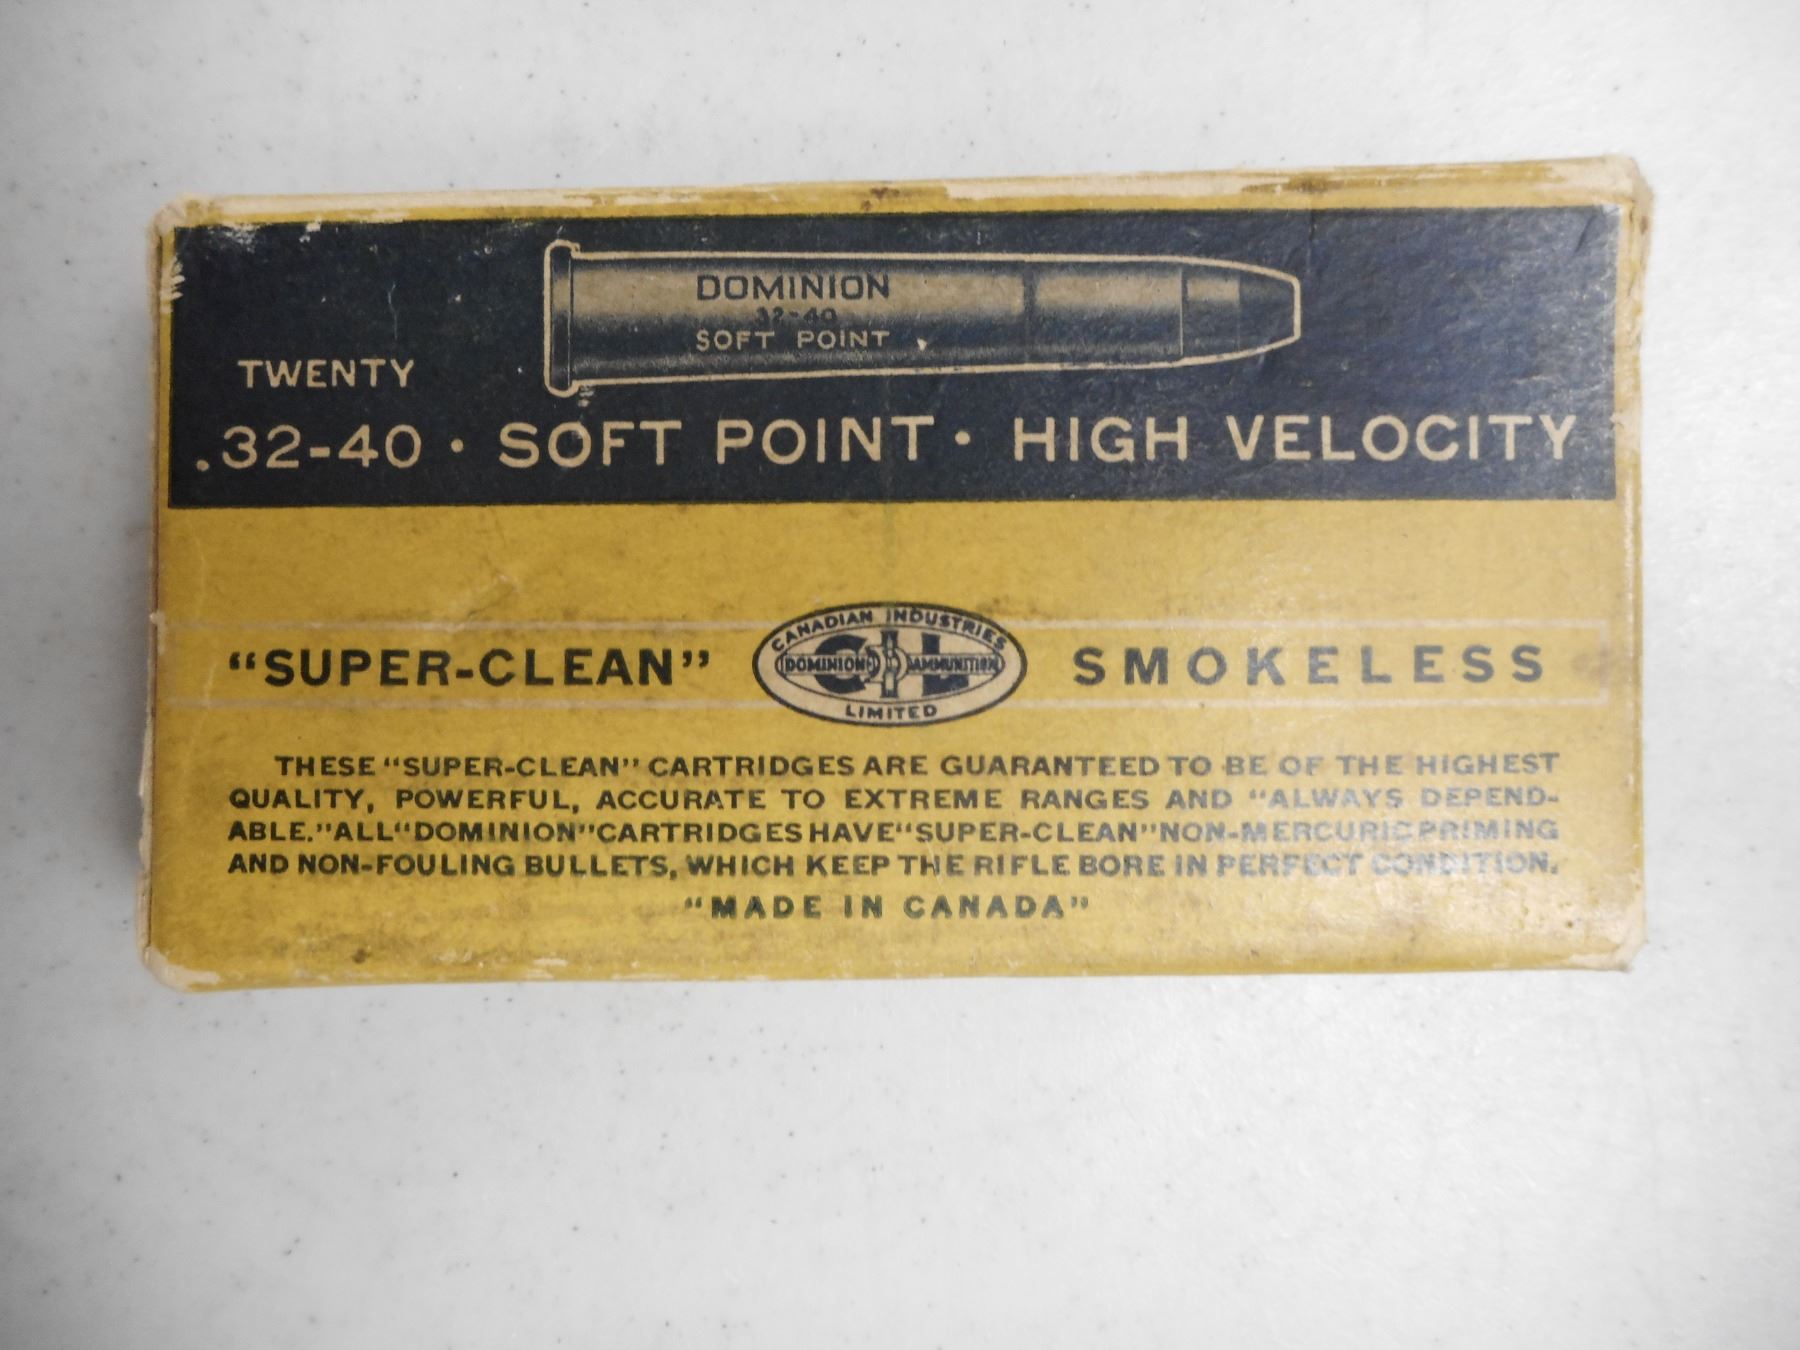 DOMINION
32-40
SOFT POINT
TWENTY
.32-40 · SOFT POINT · HIGH VELOCITY
"SUPER-CLEAN"
CANADIAN INDUSTRIES
CIL
DOMINION AMMUNITION
LIMITED
SMOKELESS
THESE "SUPER-CLEAN" CARTRIDGES ARE GUARANTEED TO BE OF THE HIGHEST
QUALITY, POWERFUL, ACCURATE TO EXTREME RANGES AND "ALWAYS DEPEND-
ABLE." ALL "DOMINION" CARTRIDGES HAVE "SUPER-CLEAN" NON-MERCURIC PRIMING
AND NON-FOULING BULLETS, WHICH KEEP THE RIFLE BORE IN PERFECT CONDITION.
"MADE IN CANADA"